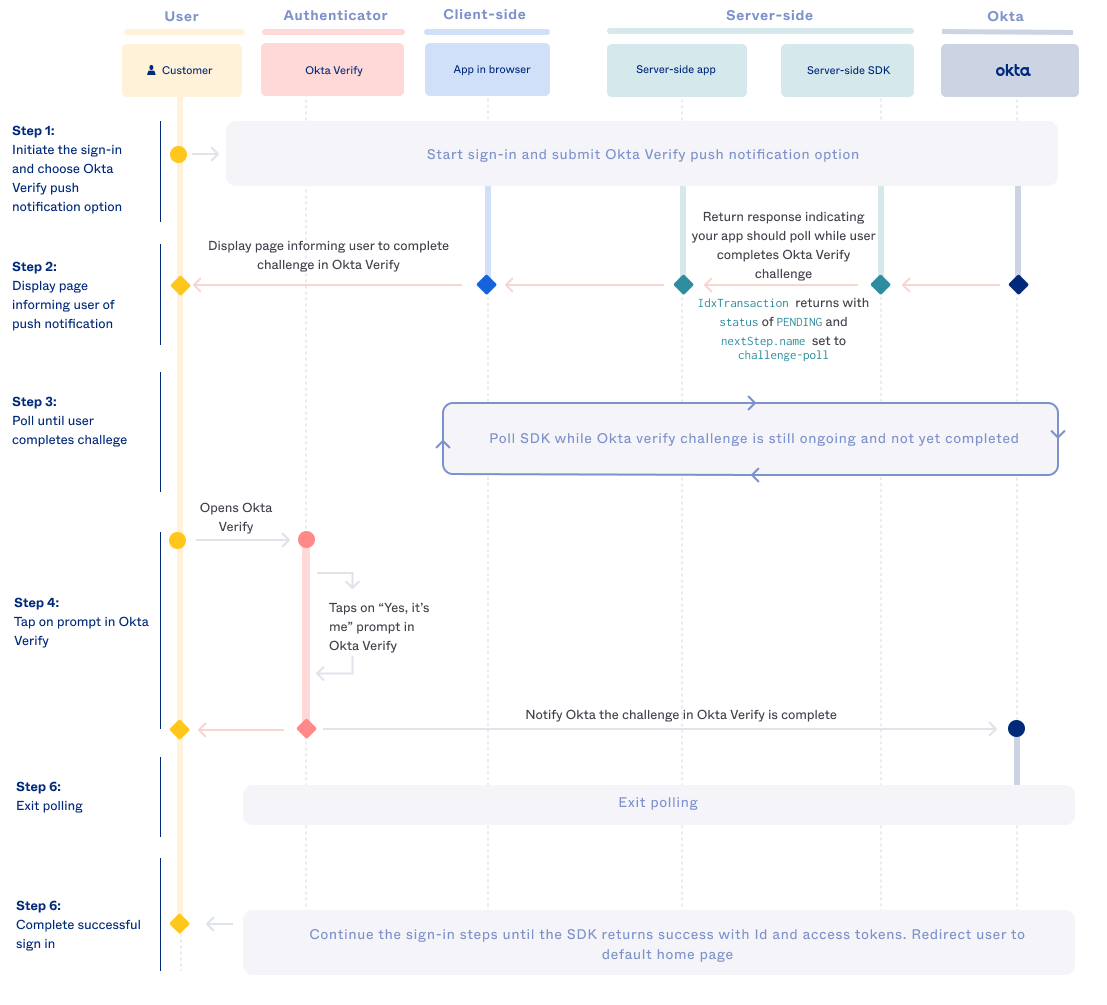 User
Authenticator
Client-side
Server-side
Okta
Customer
Okta Verify
App in browser
Server-side app
Server-side SDK
okta
Step 1:
Initiate the sign-in
and choose Okta
Verify push
notification option
Start sign-in and submit Okta Verify push notification option
Step 2:
Display page
informing user of
push notification
Display page informing user to complete
challenge in Okta Verify
Return response indicating
your app should poll while user
completes Okta Verify
challenge
IdxTransaction returns with
status of PENDING and
nextStep.name set to
challenge-poll
Step 3:
Poll until user
completes challege
Poll SDK while Okta verify challenge is still ongoing and not yet completed
Opens Okta
Verify
Step 4:
Tap on prompt in Okta
Verify
Taps on “Yes, it’s
me” prompt in
Okta Verify
Notify Okta the challenge in Okta Verify is complete
Step 6:
Exit polling
Exit polling
Step 6:
Complete successful
sign in
Continue the sign-in steps until the SDK returns success with Id and access tokens. Redirect user to
default home page